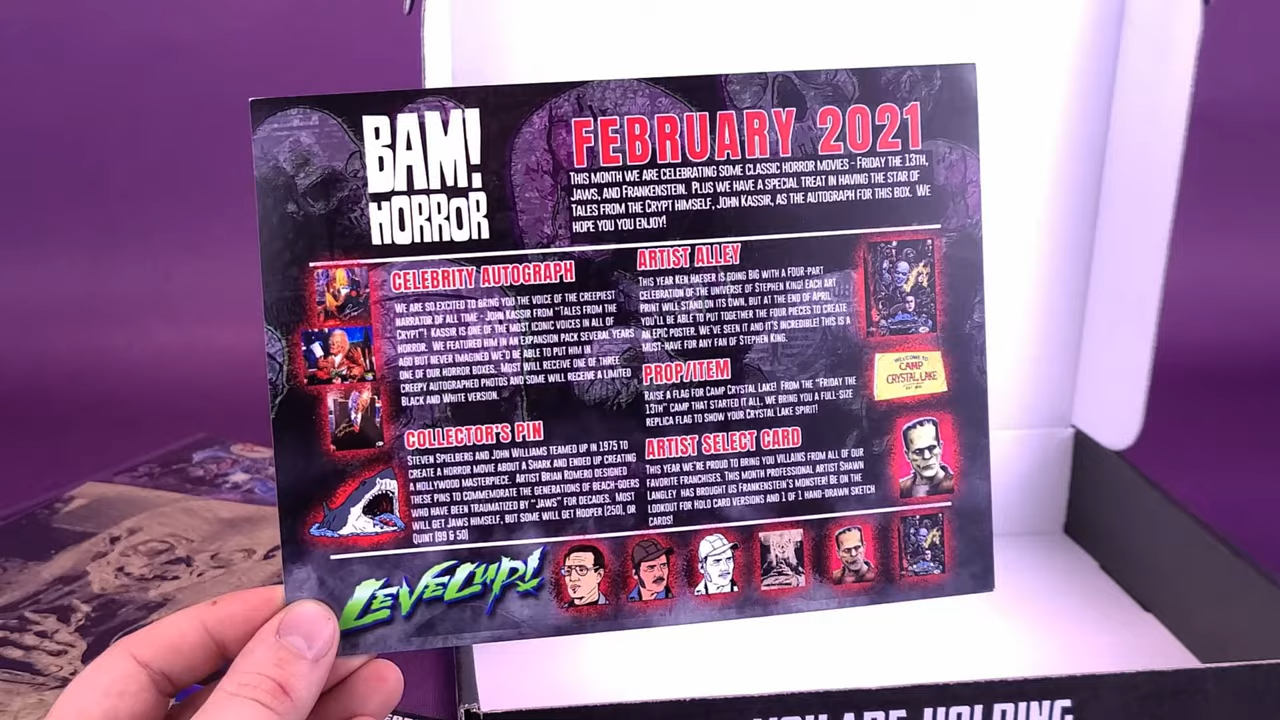 BAM!
HORROR
FEBRUARY 2021
THIS MONTH WE ARE CELEBRATING SOME CLASSIC HORROR MOVIES - FRIDAY THE 13TH,
JAWS, AND FRANKENSTEIN. PLUS WE HAVE A SPECIAL TREAT IN HAVING THE STAR OF
TALES FROM THE CRYPT HIMSELF, JOHN KASSIR, AS THE AUTOGRAPH FOR THIS BOX. WE
HOPE YOU YOU ENJOY!
CELEBRITY AUTOGRAPH
WE ARE SO EXCITED TO BRING YOU THE VOICE OF THE CREEPIEST
NARRATOR OF ALL TIME - JOHN KASSIR FROM "TALES FROM THE
CRYPT"! KASSIR IS ONE OF THE MOST ICONIC VOICES IN ALL OF
HORROR. WE FEATURED HIM IN AN EXPANSION PACK SEVERAL YEARS
AGO BUT NEVER IMAGINED WE'D BE ABLE TO PUT HIM IN
ONE OF OUR HORROR BOXES. MOST WILL RECEIVE ONE OF THREE
CREEPY AUTOGRAPHED PHOTOS AND SOME WILL RECEIVE A LIMITED
BLACK AND WHITE VERSION.
COLLECTOR'S PIN
STEVEN SPIELBERG AND JOHN WILLIAMS TEAMED UP IN 1975 TO
CREATE A HORROR MOVIE ABOUT A SHARK AND ENDED UP CREATING
A HOLLYWOOD MASTERPIECE. ARTIST BRIAN ROMERO DESIGNED
THESE PINS TO COMMEMORATE THE GENERATIONS OF BEACH-GOERS
WHO HAVE BEEN TRAUMATIZED BY "JAWS" FOR DECADES. MOST
WILL GET JAWS HIMSELF, BUT SOME WILL GET HOOPER (250), OR
QUINT (99 & 50)
ARTIST ALLEY
THIS YEAR KEN HAESER IS GOING BIG WITH A FOUR-PART
CELEBRATION OF THE UNIVERSE OF STEPHEN KING! EACH ART
PRINT WILL STAND ON ITS OWN, BUT AT THE END OF APRIL
YOU'LL BE ABLE TO PUT TOGETHER THE FOUR PIECES TO CREATE
AN EPIC POSTER. WE'VE SEEN IT AND IT'S INCREDIBLE! THIS IS A
MUST-HAVE FOR ANY FAN OF STEPHEN KING.
PROP/ITEM
RAISE A FLAG FOR CAMP CRYSTAL LAKE! FROM THE "FRIDAY THE
13TH" CAMP THAT STARTED IT ALL, WE BRING YOU A FULL-SIZE
REPLICA FLAG TO SHOW YOUR CRYSTAL LAKE SPIRIT!
WELCOME TO
CAMP
CRYSTAL LAKE
ARTIST SELECT CARD
THIS YEAR WE'RE PROUD TO BRING YOU VILLAINS FROM ALL OF OUR
FAVORITE FRANCHISES. THIS MONTH PROFESSIONAL ARTIST SHAWN
LANGLEY HAS BROUGHT US FRANKENSTEIN'S MONSTER! BE ON THE
LOOKOUT FOR HOLO CARD VERSIONS AND 1 OF 1 HAND-DRAWN SKETCH
CARDS!
LEVELUP!
YOU ARE HOLDING